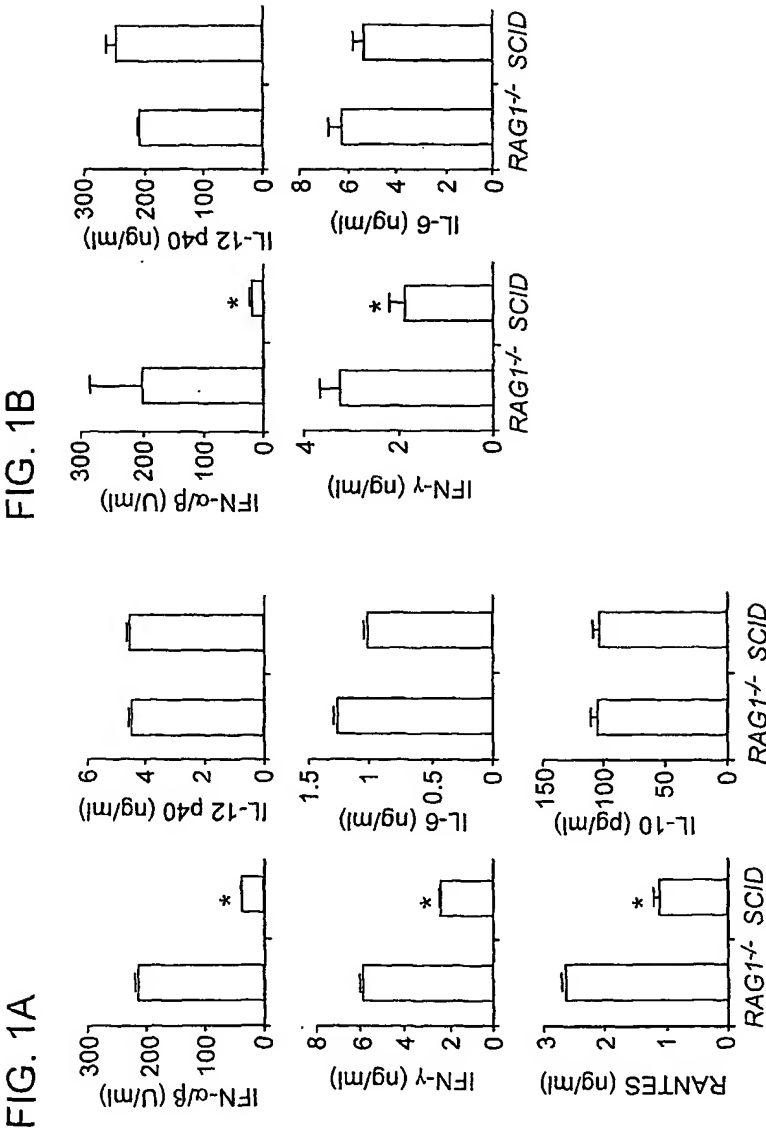 FIG. 1A
300
200
100
0
IFN-α/β (U/ml)
*
6
4
2
0
IL-12 p40 (ng/ml)
8
6
4
2
0
IFN-γ (ng/ml)
*
1.5
1
0.5
0
IL-6 (ng/ml)
3
2
1
0
RANTES (ng/ml)
*
RAG1-/- SCID
150
100
50
0
IL-10 (pg/ml)
RAG1-/- SCID
FIG. 1B
300
200
100
0
IFN-α/β (U/ml)
*
300
200
100
0
IL-12 p40 (ng/ml)
4
2
0
IFN-γ (ng/ml)
*
RAG1-/- SCID
8
6
4
2
0
IL-6 (ng/ml)
RAG1-/- SCID